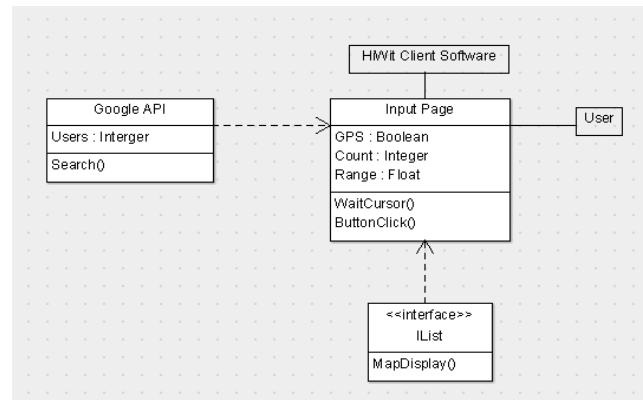 HIWit Client Software
Google API
Users : Interger
Search()
Input Page
GPS : Boolean
Count : Integer
Range : Float
WaitCursor()
ButtonClick()
User
<<interface>>
IList
MapDisplay()